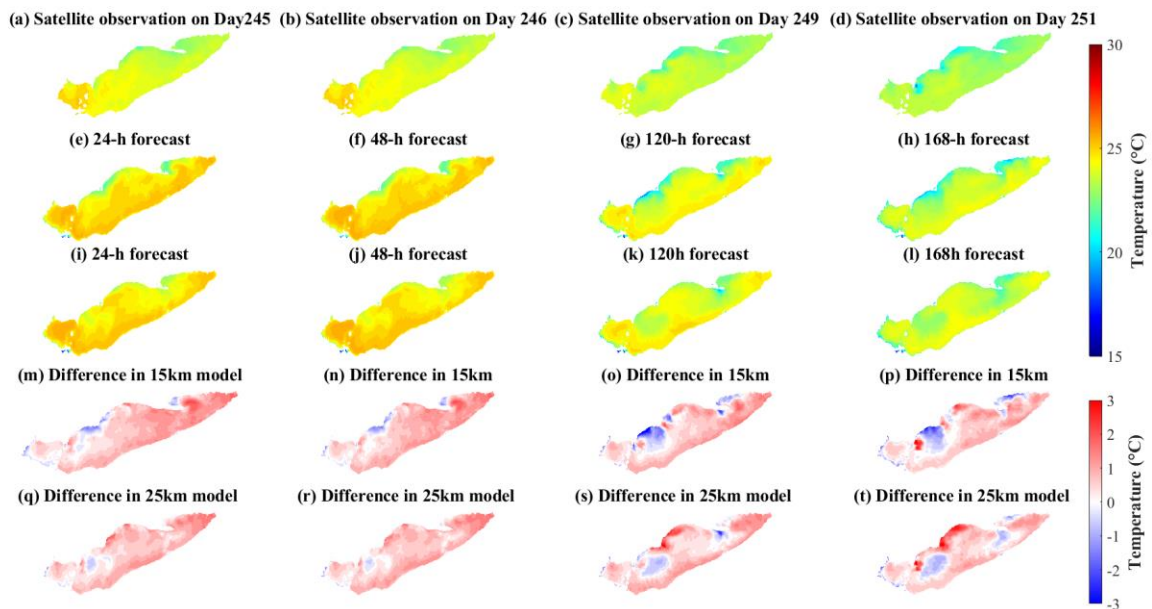 (a) Satellite observation on Day245
(b) Satellite observation on Day 246
(c) Satellite observation on Day 249
(d) Satellite observation on Day 251
(e) 24-h forecast
(f) 48-h forecast
(g) 120-h forecast
(h) 168-h forecast
(i) 24-h forecast
(j) 48-h forecast
(k) 120h forecast
(l) 168h forecast
30
25
20
15
Temperature (°C)
(m) Difference in 15km model
(n) Difference in 15km
(o) Difference in 15km
(p) Difference in 15km
(q) Difference in 25km model
(r) Difference in 25km model
(s) Difference in 25km model
(t) Difference in 25km model
3
2
1
0
-1
-2
-3
Temperature (°C)